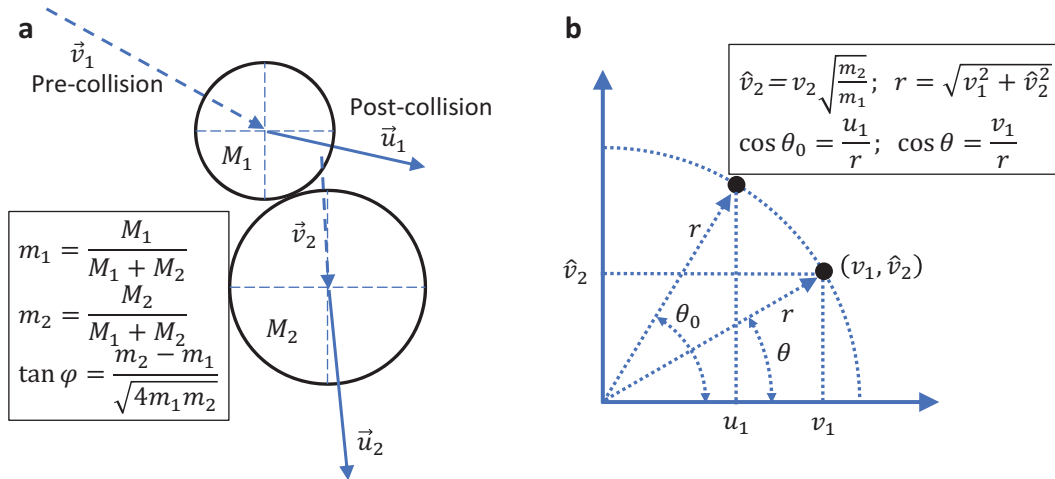 a
v⃗₁
Pre-collision
Post-collision
u⃗₁
M₁
v⃗₂
m₁ = M₁/(M₁ + M₂)
m₂ = M₂/(M₁ + M₂)
tan φ = (m₂ − m₁)/√(4m₁m₂)
M₂
u⃗₂
b
v̂₂ = v₂√(m₂/m₁); r = √(v₁² + v̂₂²)
cos θ₀ = u₁/r; cos θ = v₁/r
r
v̂₂
(v₁, v̂₂)
θ₀
r
θ
u₁
v₁